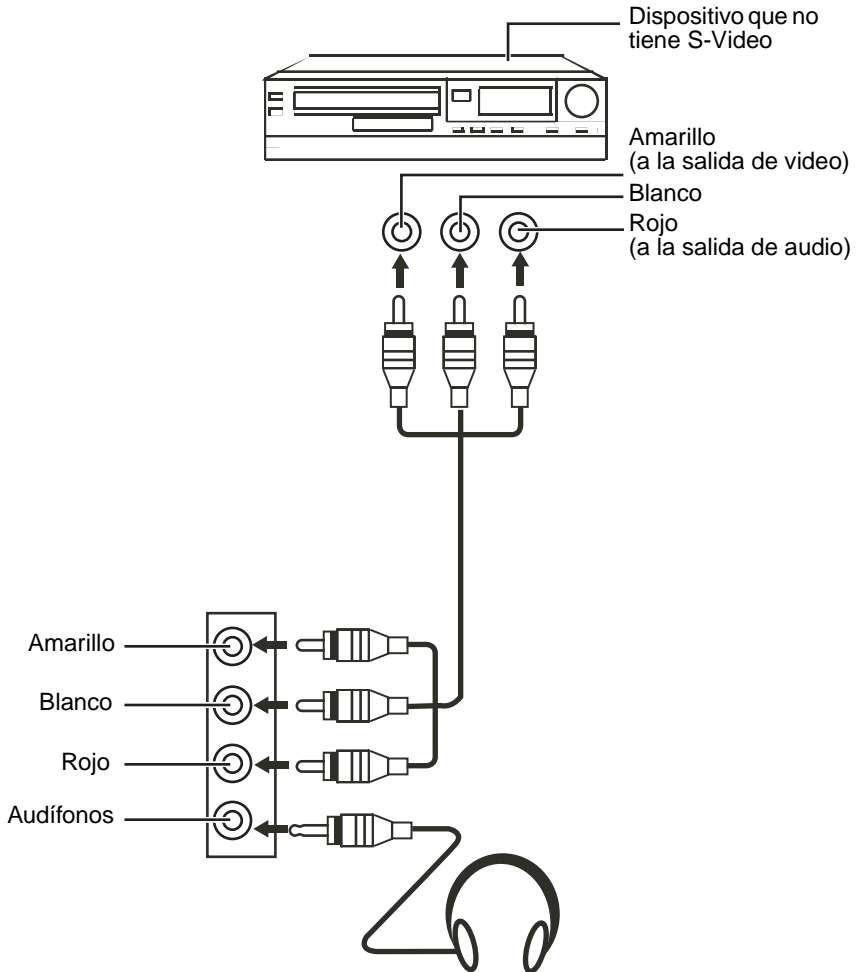 Dispositivo que no
tiene S-Video
Amarillo
(a la salida de video)
Blanco
Rojo
(a la salida de audio)
Amarillo
Blanco
Rojo
Audífonos